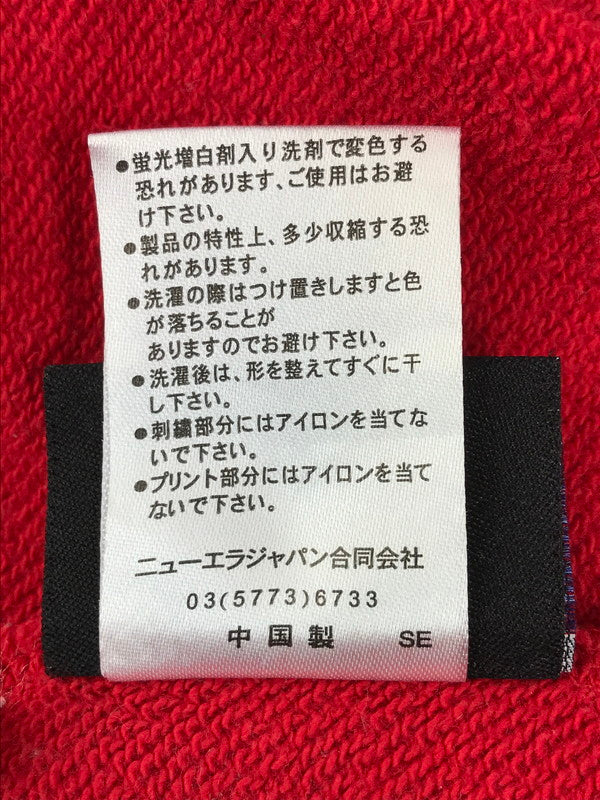 ●蛍光増白剤入り洗剤で変色する
恐れがあります、ご使用はお避
け下さい。
●製品の特性上、多少収縮する恐
れがあります。
●洗濯の際はつけ置きしますと色
が落ちることが
ありますのでお避け下さい。
●洗濯後は、形を整えてすぐに干
し下さい。
●刺繍部分にはアイロンを当てな
いで下さい。
●プリント部分にはアイロンを当て
ないで下さい。
ニューエラジャパン合同会社
03(5773)6733
中国製 SE